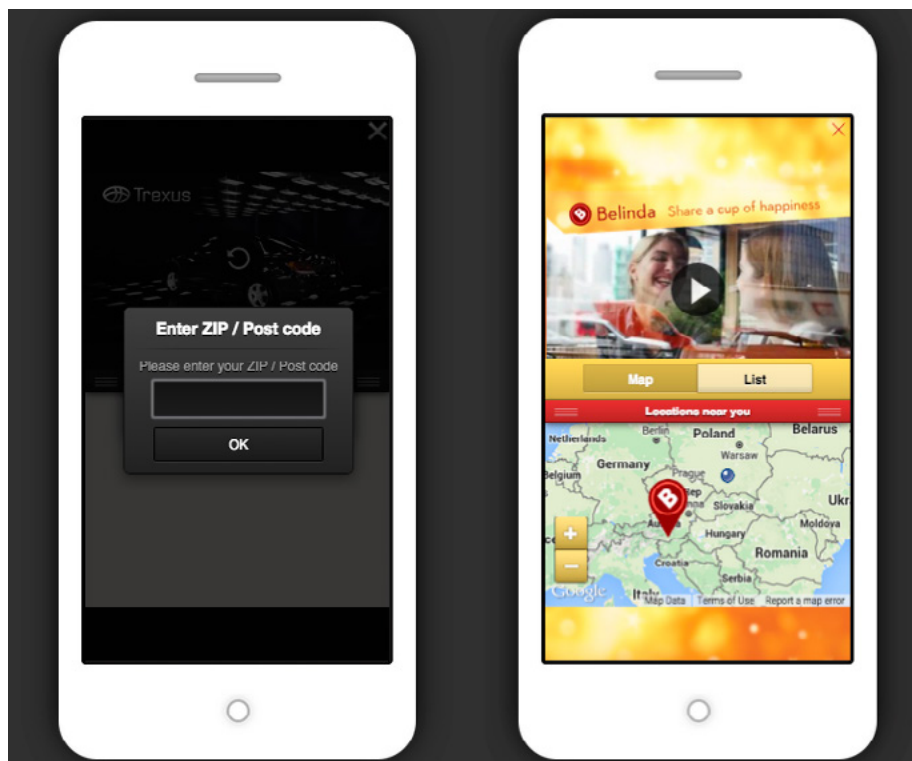 Trexus
Enter ZIP / Post code
Please enter your ZIP / Post code
OK
B Belinda Share a cup of happiness
Map List
Locations near you
Netherlands Berlin Poland Belarus
Warsaw
Belgium Germany Prague
B
Slovakia Ukr
Moldova
Hungary
Romania
Croatia
Serbia
Google Italy Map Data Terms of Use Report a map error
+
−